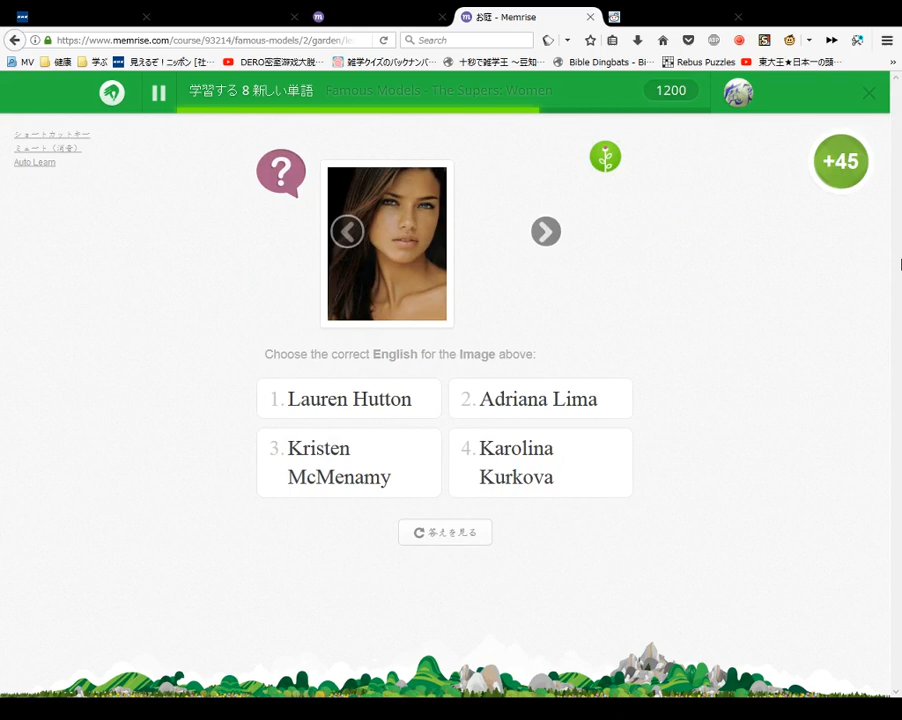 お庭 - Memrise
https://www.memrise.com/course/93214/famous-models/2/garden/le
Search
MV
健康
学ぶ
見えるぞ！ニッポン [社…
DERO密室游戏大脱…
雑学クイズのバックナンバ…
十秒で雑学王 ～豆知…
Bible Dingbats - Bi…
Rebus Puzzles
東大王★日本一の頭…
学習する 8 新しい単語
Famous Models - The Supers: Women
1200
ショートカットキー
ミュート（消音）
Auto Learn
+45
Choose the correct English for the Image above:
1. Lauren Hutton
2. Adriana Lima
3. Kristen
McMenamy
4. Karolina
Kurkova
答えを見る